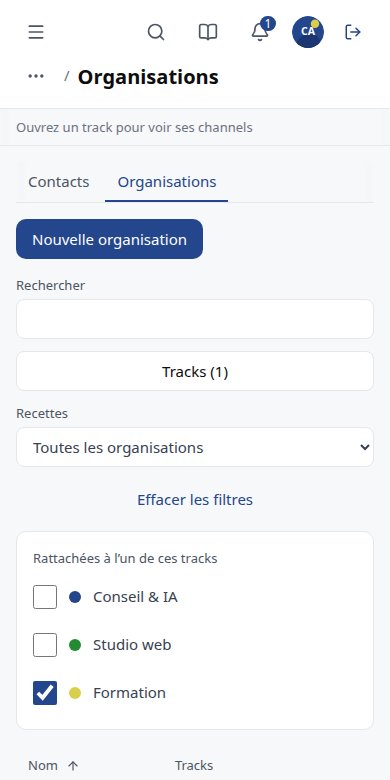 1
CA
... / Organisations
Ouvrez un track pour voir ses channels
Contacts Organisations
Nouvelle organisation
Rechercher
Tracks (1)
Recettes
Toutes les organisations
Effacer les filtres
Rattachées à l'un de ces tracks
Conseil & IA
Studio web
Formation
Nom ↑ Tracks